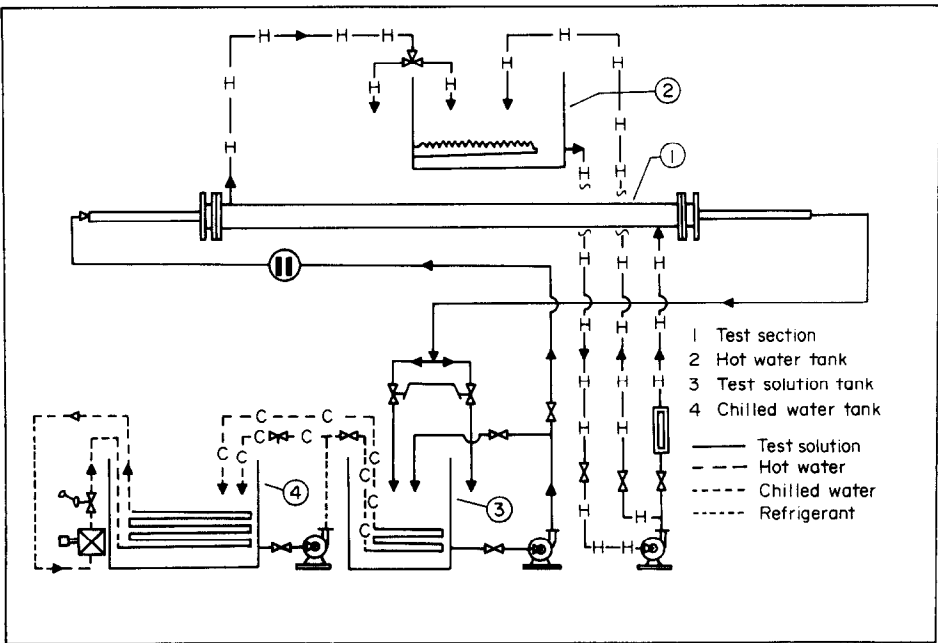 H H H H
H H H
H H H
H H
2
H H
1
H H H
H H
1 Test section
2 Hot water tank
3 Test solution tank
4 Chilled water tank
Test solution
Hot water
Chilled water
Refrigerant
H H H
C C C
C C C
C C C
4
3
H H H